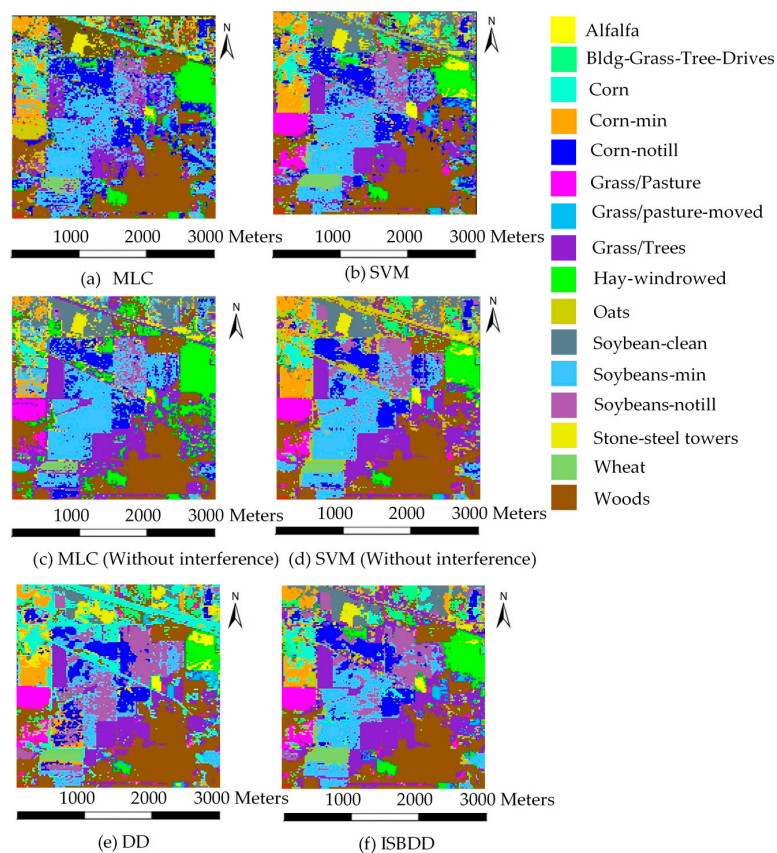 N
1000 2000 3000 Meters
(a) MLC
N
1000 2000 3000 Meters
(b) SVM
N
1000 2000 3000 Meters
(c) MLC (Without interference)
N
1000 2000 3000 Meters
(d) SVM (Without interference)
N
1000 2000 3000 Meters
(e) DD
N
1000 2000 3000 Meters
(f) ISBDD
Alfalfa
Bldg-Grass-Tree-Drives
Corn
Corn-min
Corn-notill
Grass/Pasture
Grass/pasture-moved
Grass/Trees
Hay-windrowed
Oats
Soybean-clean
Soybeans-min
Soybeans-notill
Stone-steel towers
Wheat
Woods